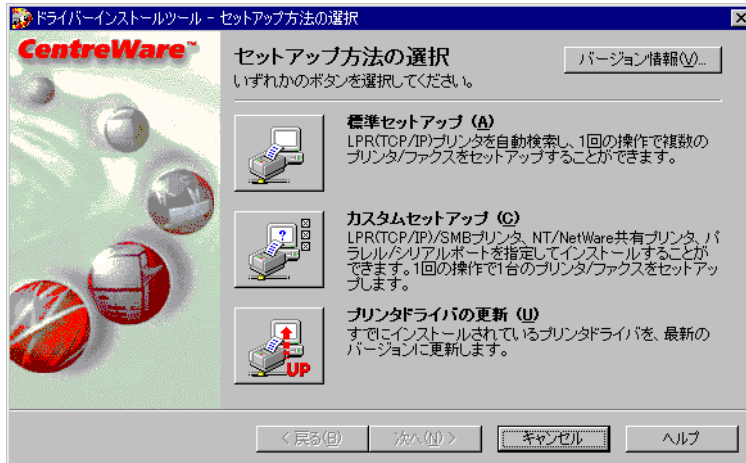 ドライバーインストールツール - セットアップ方法の選択
CentreWare™
セットアップ方法の選択
バージョン情報(V)...
いずれかのボタンを選択してください。
標準セットアップ (A)
LPR(TCP/IP)プリンタを自動検索し、1回の操作で複数の
プリンタ/ファクスをセットアップすることができます。
カスタムセットアップ (C)
LPR(TCP/IP)/SMBプリンタ、NT/NetWare共有プリンタ、パ
ラレル/シリアルポートを指定してインストールすることが
できます。1回の操作で1台のプリンタ/ファクスをセットアッ
プします。
プリンタドライバの更新 (U)
すでにインストールされているプリンタドライバを、最新の
バージョンに更新します。
UP
< 戻る(B)
次へ(N) >
キャンセル
ヘルプ